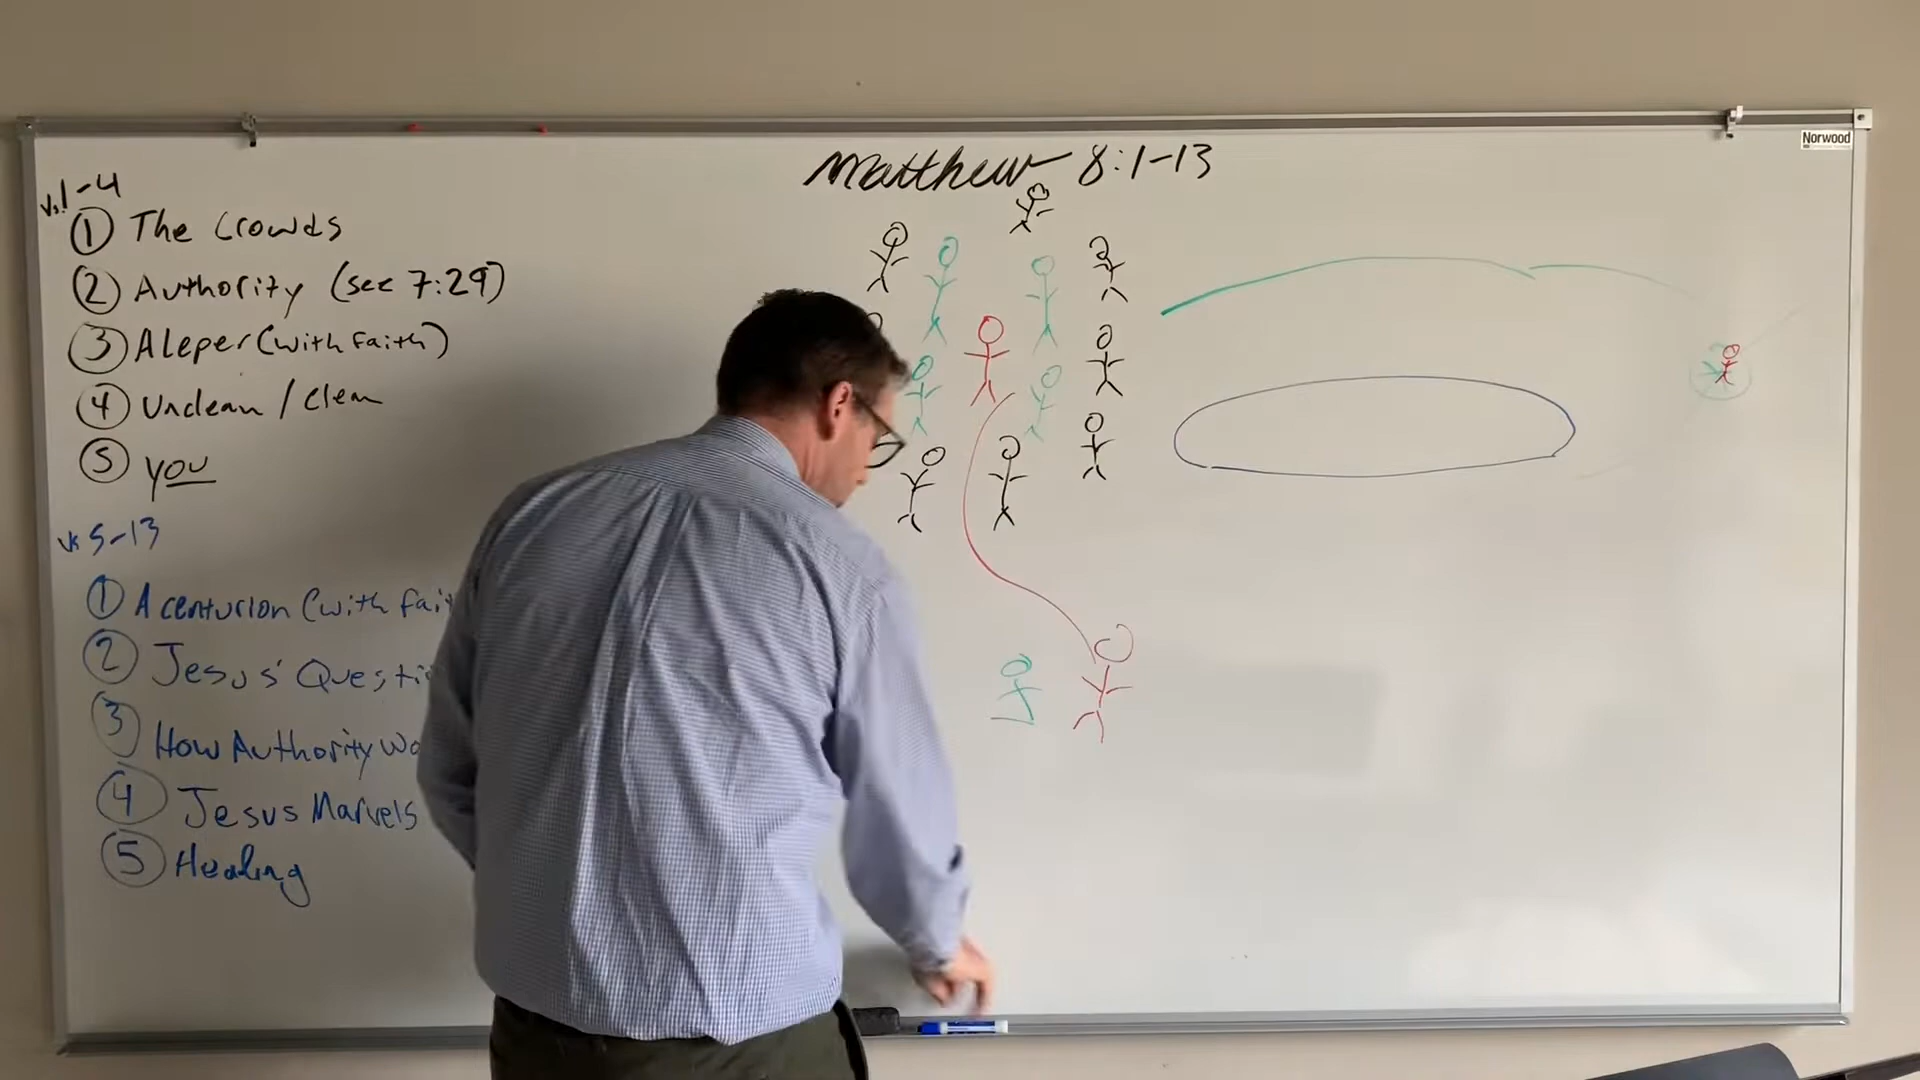 Matthew 8:1-13
Norwood
vs. 1-4
① The Crowds
② Authority (see 7:29)
③ A leper (with faith)
④ Unclean / Clean
⑤ you
vs 5-13
① A centurion (with fai
② Jesus' Questi
③ How Authority Wo
④ Jesus Marvels
⑤ Healing